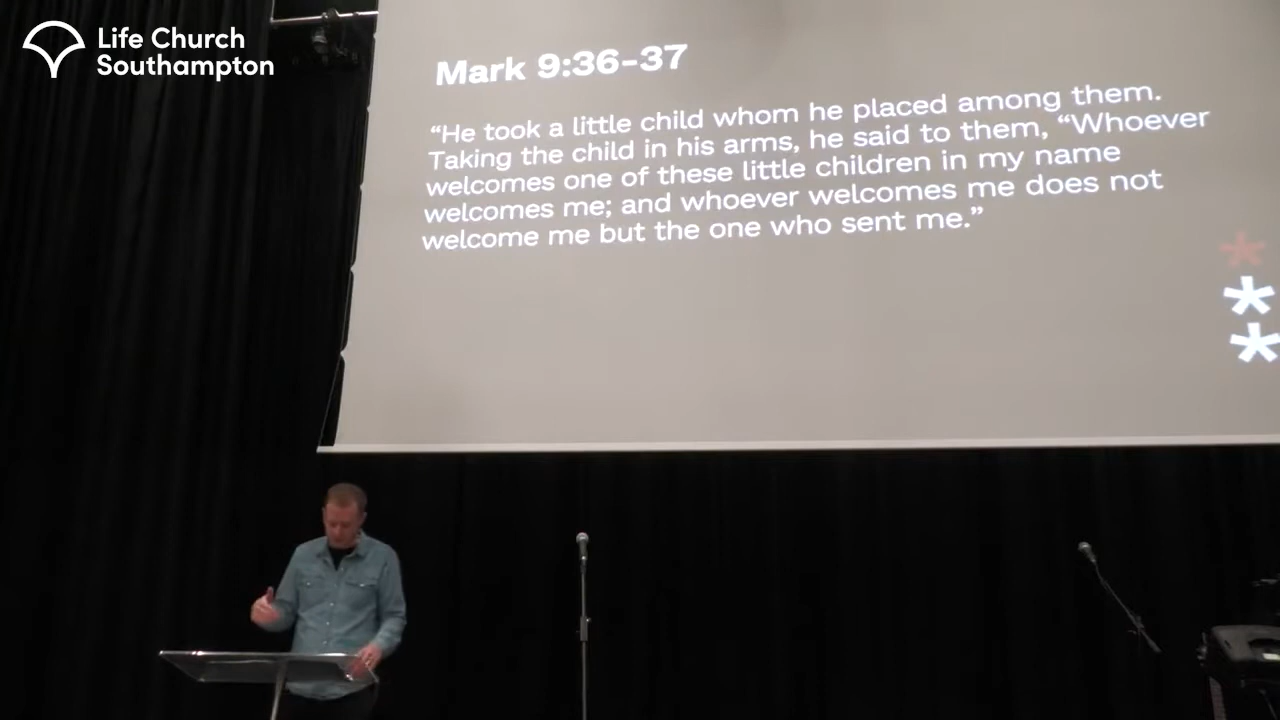 Life Church
Southampton
Mark 9:36-37
“He took a little child whom he placed among them.
Taking the child in his arms, he said to them, “Whoever
welcomes one of these little children in my name
welcomes me; and whoever welcomes me does not
welcome me but the one who sent me.”
*
*
*